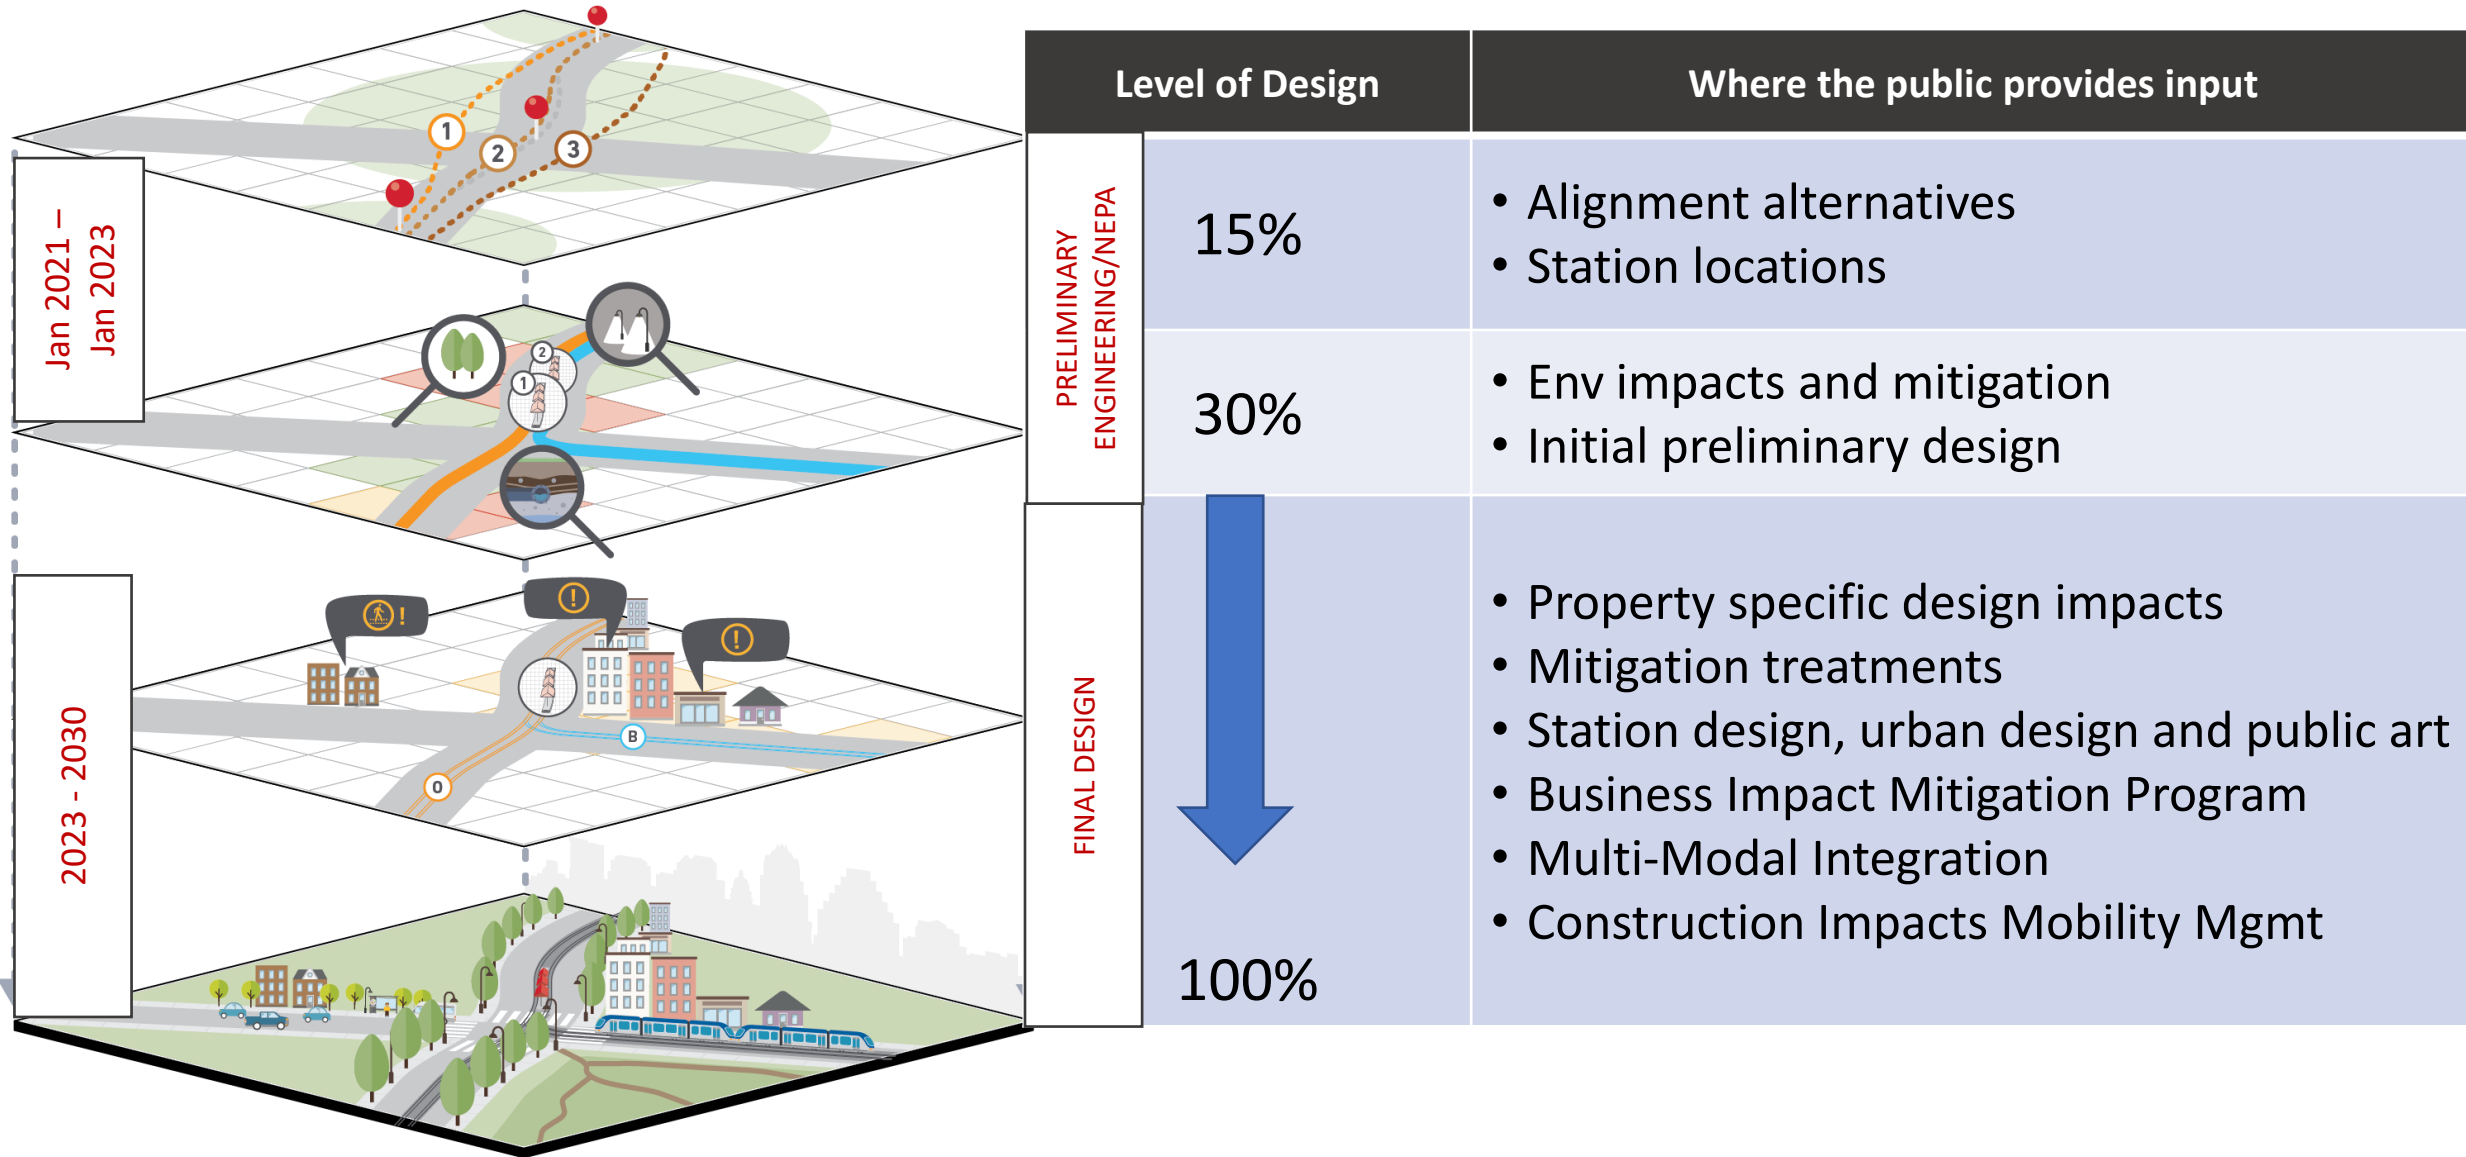 Level of Design
Where the public provides input
Jan 2021 –
Jan 2023
2023 - 2030
PRELIMINARY
ENGINEERING/NEPA
FINAL DESIGN
15%
• Alignment alternatives
• Station locations
30%
• Env impacts and mitigation
• Initial preliminary design
100%
• Property specific design impacts
• Mitigation treatments
• Station design, urban design and public art
• Business Impact Mitigation Program
• Multi-Modal Integration
• Construction Impacts Mobility Mgmt
1
2
3
2
1
!
!
!
B
O